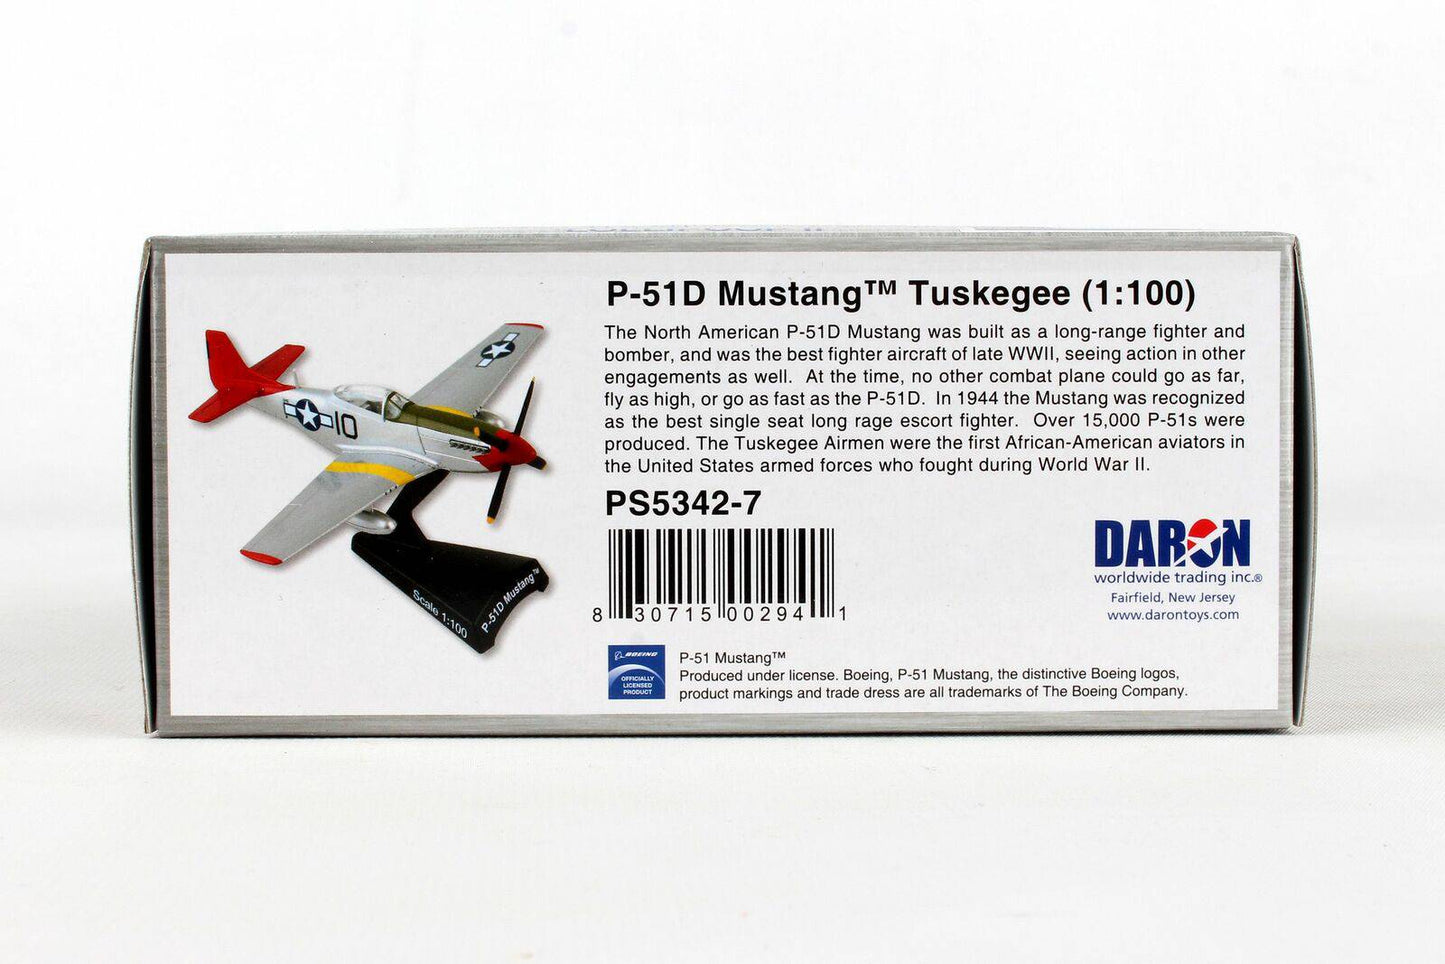 P-51D Mustang™ Tuskegee (1:100)
The North American P-51D Mustang was built as a long-range fighter and
bomber, and was the best fighter aircraft of late WWII, seeing action in other
engagements as well. At the time, no other combat plane could go as far,
fly as high, or go as fast as the P-51D. In 1944 the Mustang was recognized
as the best single seat long rage escort fighter. Over 15,000 P-51s were
produced. The Tuskegee Airmen were the first African-American aviators in
the United States armed forces who fought during World War II.
10
Scale 1:100
P-51D Mustang™
PS5342-7
8 30715 00294 1
DARON
worldwide trading inc.®
Fairfield, New Jersey
www.darontoys.com
BOEING
OFFICIALLY
LICENSED
PRODUCT
P-51 Mustang™
Produced under license. Boeing, P-51 Mustang, the distinctive Boeing logos,
product markings and trade dress are all trademarks of The Boeing Company.